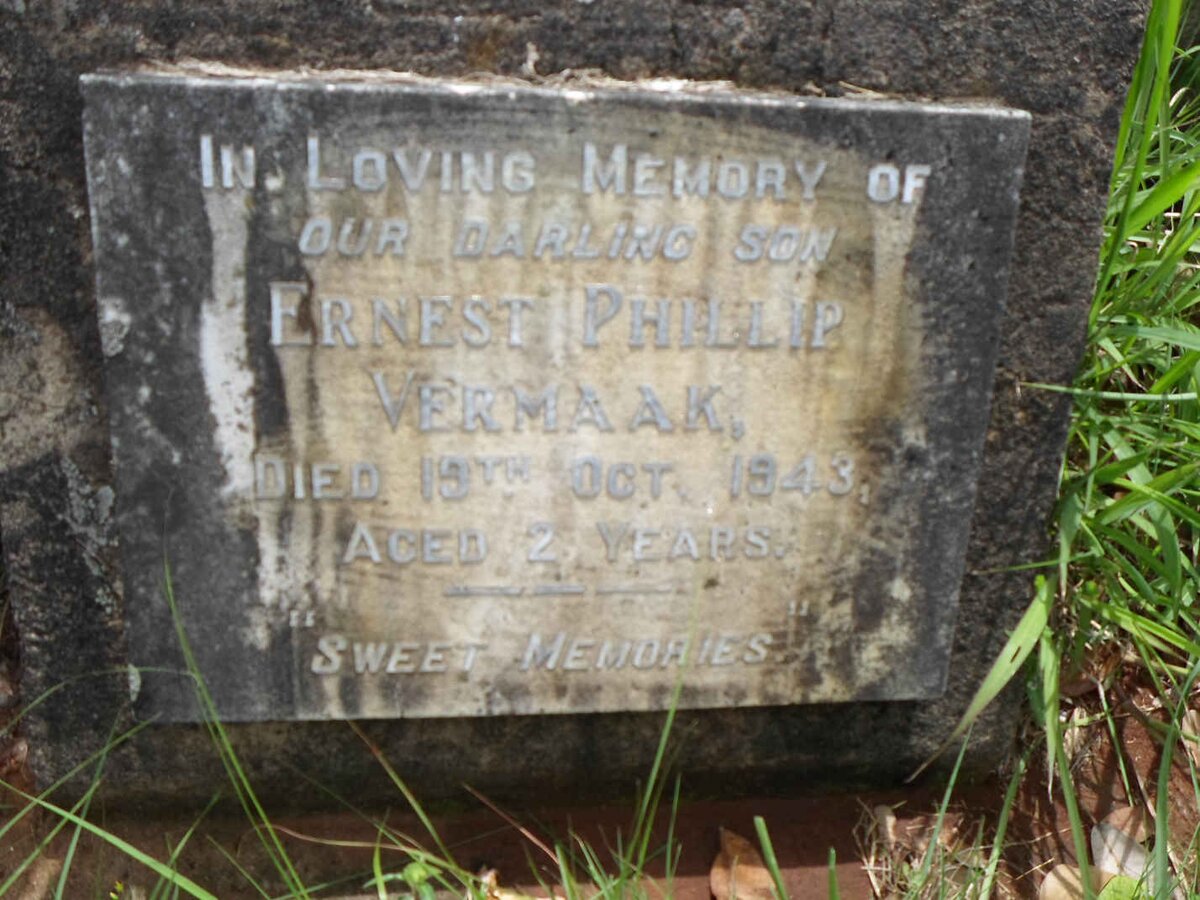 IN LOVING MEMORY OF
OUR DARLING SON
ERNEST PHILLIP
VERMAAK,
DIED 19TH OCT. 1943,
AGED 2 YEARS.
"SWEET MEMORIES"